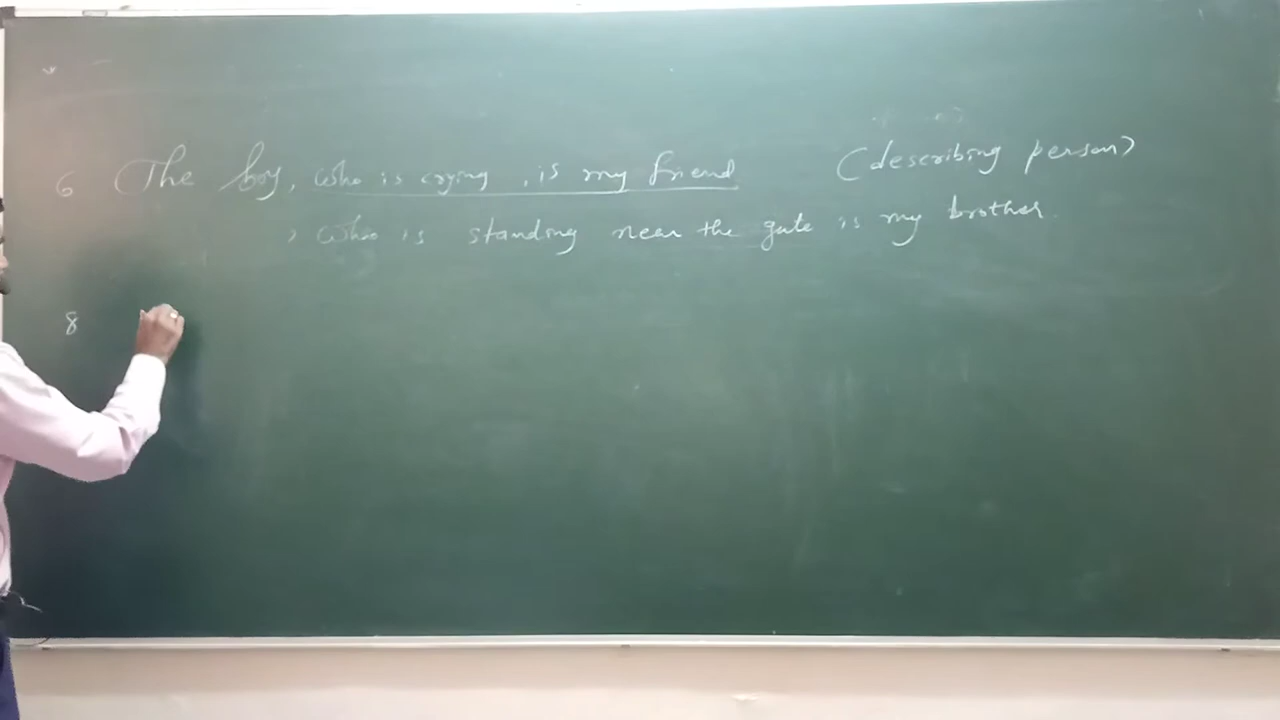 6 The boy, who is crying , is my friend (describing person)
, who is standing near the gate is my brother.
8